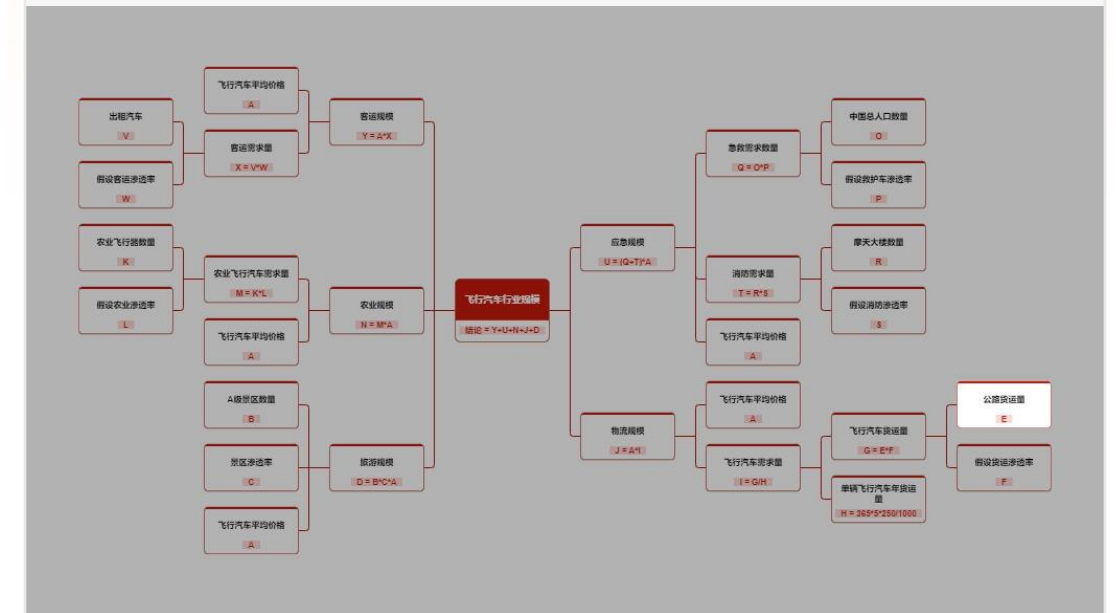 飞行汽车平均价格
A
出租汽车
V
客运规模
Y = A*X
客运需求量
X = V*W
假设客运渗透率
W
农业飞行器数量
K
农业飞行汽车需求量
M = K*L
假设农业渗透率
L
农业规模
N = M*A
飞行汽车平均价格
A
A级景区数量
B
景区渗透率
C
旅游规模
D = B*C*A
飞行汽车平均价格
A
飞行汽车行业规模
结论 = Y+U+N+J+D
应急规模
U = (Q+T)*A
急救需求数量
Q = O*P
中国总人口数量
O
假设救护车渗透率
P
消防需求量
T = R*S
摩天大楼数量
R
假设消防渗透率
S
飞行汽车平均价格
A
物流规模
J = A*I
飞行汽车平均价格
A
飞行汽车需求量
I = G/H
飞行汽车货运量
G = E*F
公路货运量
E
假设货运渗透率
F
单辆飞行汽车年货运
量
H = 365*5*250/1000